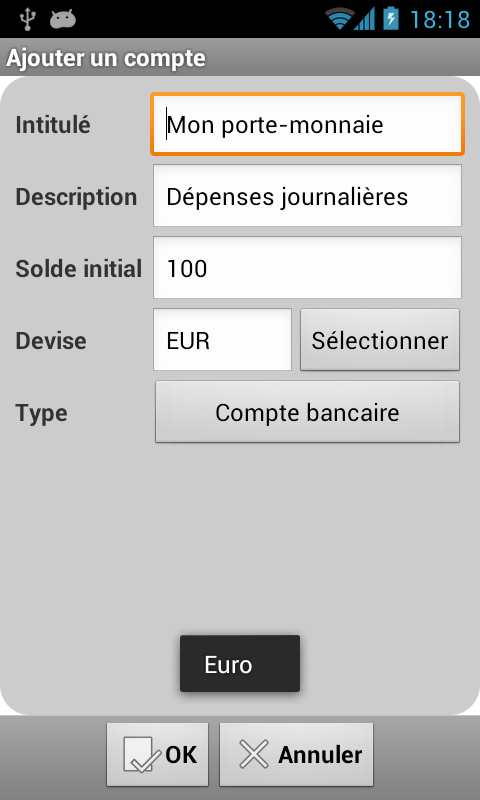 18:18
Ajouter un compte
Intitulé Mon porte-monnaie
Description Dépenses journalières
Solde initial 100
Devise EUR Sélectionner
Type Compte bancaire
Euro
OK Annuler